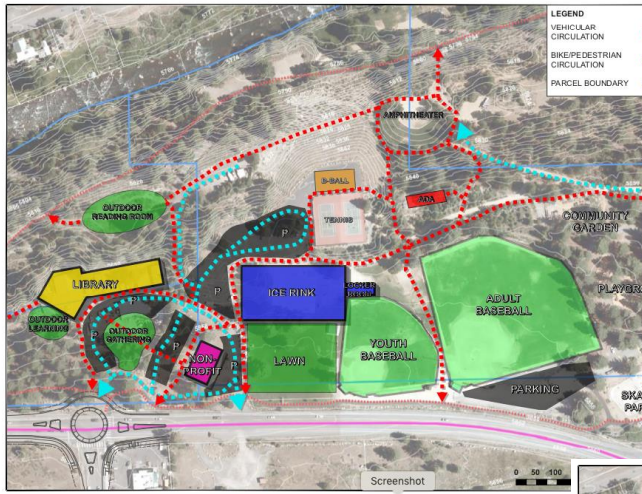 LEGEND
VEHICULAR
CIRCULATION
BIKE/PEDESTRIAN
CIRCULATION
PARCEL BOUNDARY
AMPHITHEATER
B-BALL
ADA
OUTDOOR
READING ROOM
TENNIS
COMMUNITY
GARDEN
P
LIBRARY
ICE RINK
LOCKER
ROOM
ADULT
BASEBALL
PLAYGR
P
P
OUTDOOR
LEARNING
P
OUTDOOR
GATHERING
P
NON-
PROFIT
P
LAWN
YOUTH
BASEBALL
PARKING
SKA
PAR
Screenshot
0 50 100